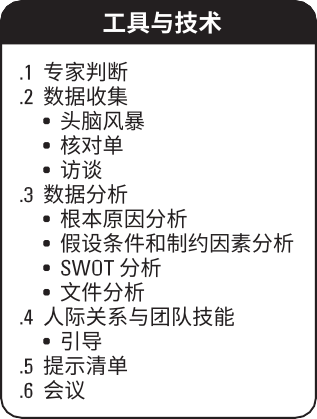 工具与技术
.1 专家判断
.2 数据收集
• 头脑风暴
• 核对单
• 访谈
.3 数据分析
• 根本原因分析
• 假设条件和制约因素分析
• SWOT 分析
• 文件分析
.4 人际关系与团队技能
• 引导
.5 提示清单
.6 会议